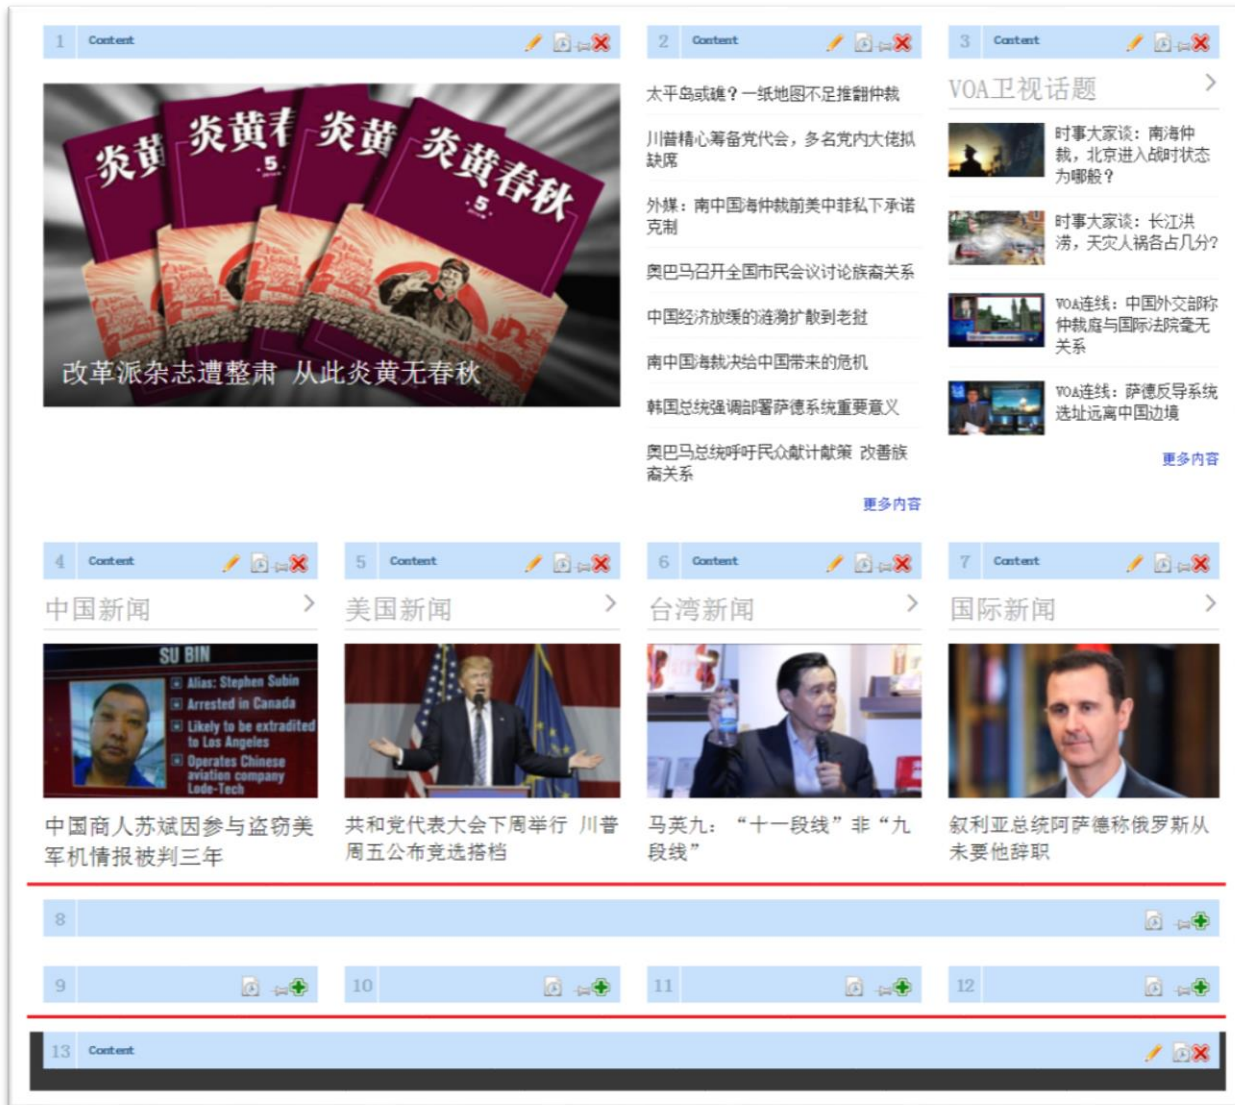 1 Content
炎黄
炎黄春
炎黄
炎黄春秋
5
5
改革派杂志遭整肃 从此炎黄无春秋
2 Content
太平岛或礁？一纸地图不足推翻仲裁
川普精心筹备党代会，多名党内大佬拟
缺席
外媒：南中国海仲裁前美中菲私下承诺
克制
奥巴马召开全国市民会议讨论族裔关系
中国经济放缓的涟漪扩散到老挝
南中国海裁决给中国带来的危机
韩国总统强调部署萨德系统重要意义
奥巴马总统呼吁民众献计献策 改善族
裔关系
更多内容
3 Content
VOA卫视话题
时事大家谈：南海仲
裁，北京进入战时状态
为哪般？
时事大家谈：长江洪
涝，天灾人祸各占几分?
VOA连线：中国外交部称
仲裁庭与国际法院毫无
关系
VOA连线：萨德反导系统
选址远离中国边境
更多内容
4 Content
中国新闻
SU BIN
Alias: Stephen Subin
Arrested in Canada
Likely to be extradited
to Los Angeles
Operates Chinese
aviation company
Lode-Tech
中国商人苏斌因参与盗窃美
军机情报被判三年
5 Content
美国新闻
共和党代表大会下周举行 川普
周五公布竞选搭档
6 Content
台湾新闻
马英九：“十一段线”非“九
段线”
7 Content
国际新闻
叙利亚总统阿萨德称俄罗斯从
未要他辞职
8
9
10
11
12
13 Content